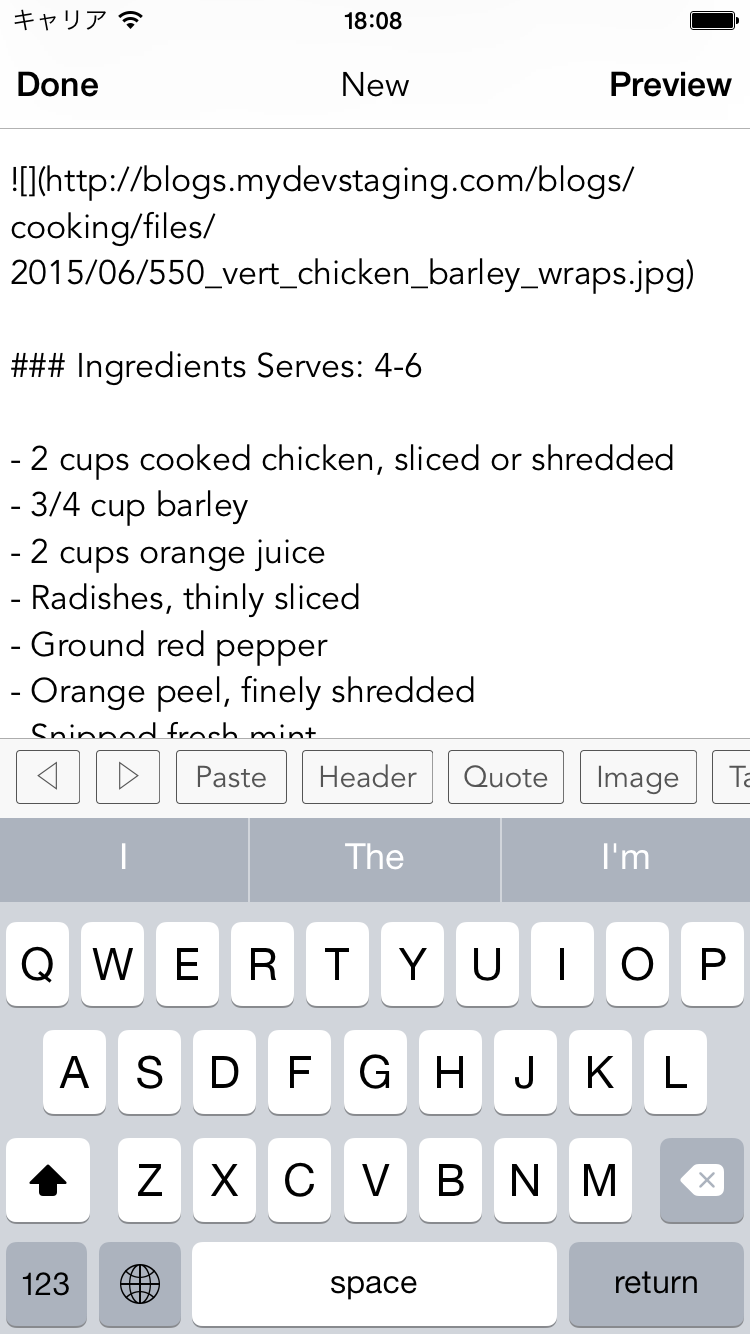 キャリア 18:08
Done New Preview
![](http://blogs.mydevstaging.com/blogs/
cooking/files/
2015/06/550_vert_chicken_barley_wraps.jpg)
### Ingredients Serves: 4-6
- 2 cups cooked chicken, sliced or shredded
- 3/4 cup barley
- 2 cups orange juice
- Radishes, thinly sliced
- Ground red pepper
- Orange peel, finely shredded
- Snipped fresh mint
Paste Header Quote Image Ta
I The I'm
Q W E R T Y U I O P
A S D F G H J K L
Z X C V B N M
123 space return